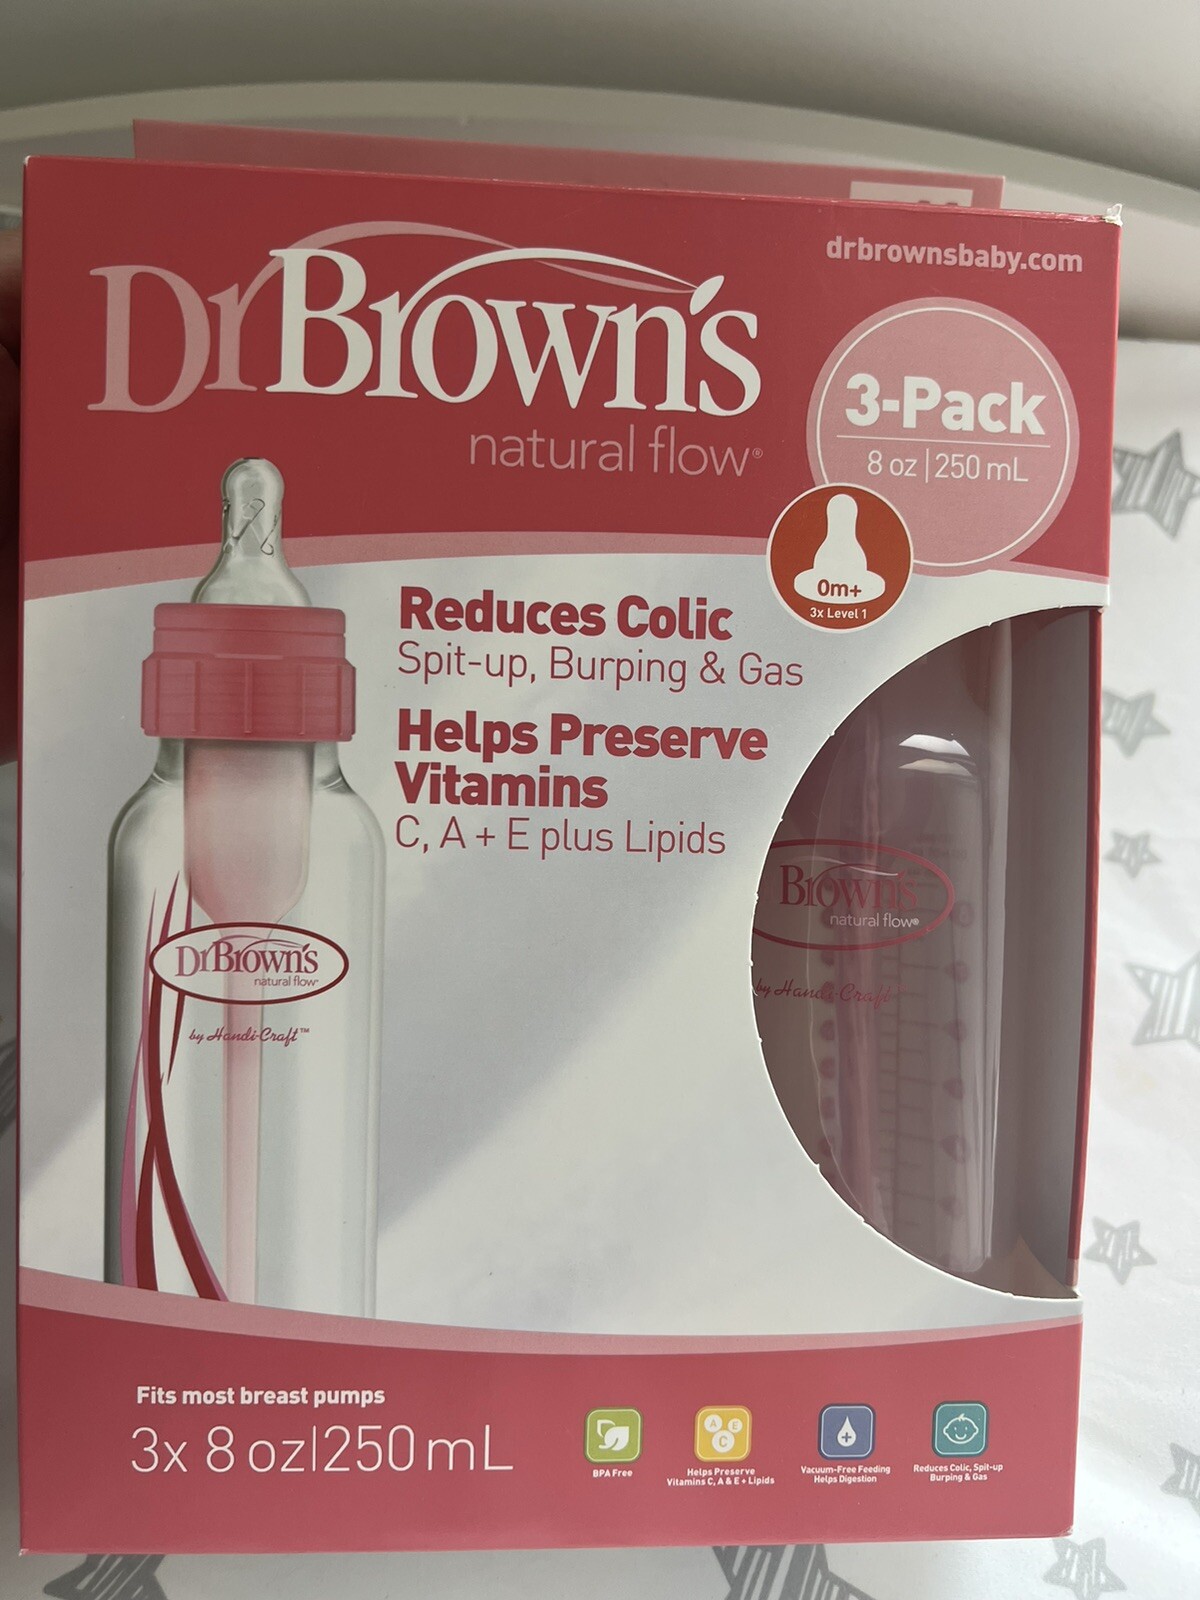 drbrownsbaby.com
DrBrown's
natural flow®
3-Pack
8 oz | 250 mL
0m+
3x Level 1
Reduces Colic
Spit-up, Burping & Gas
Helps Preserve
Vitamins
C, A + E plus Lipids
DrBrown's
natural flow
by Handi-Craft™
Brown's
natural flow®
by Handi-Craft
Fits most breast pumps
3x 8 oz|250 mL
BPA Free
A E
C
Helps Preserve
Vitamins C, A & E + Lipids
Vacuum-Free Feeding
Helps Digestion
Reduces Colic, Spit-up
Burping & Gas